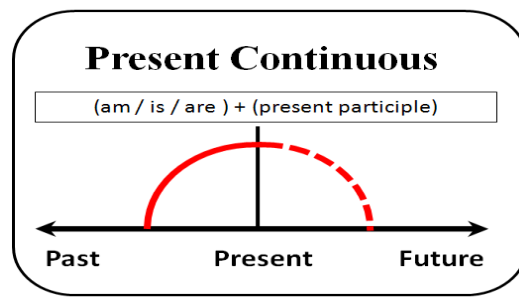 Present Continuous
(am / is / are ) + (present participle)
Past Present Future